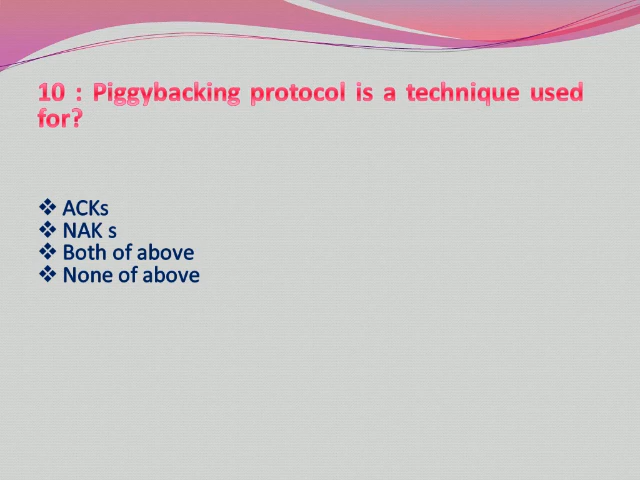 10 : Piggybacking protocol is a technique used
for?
❖ ACKs
❖ NAK s
❖ Both of above
❖ None of above